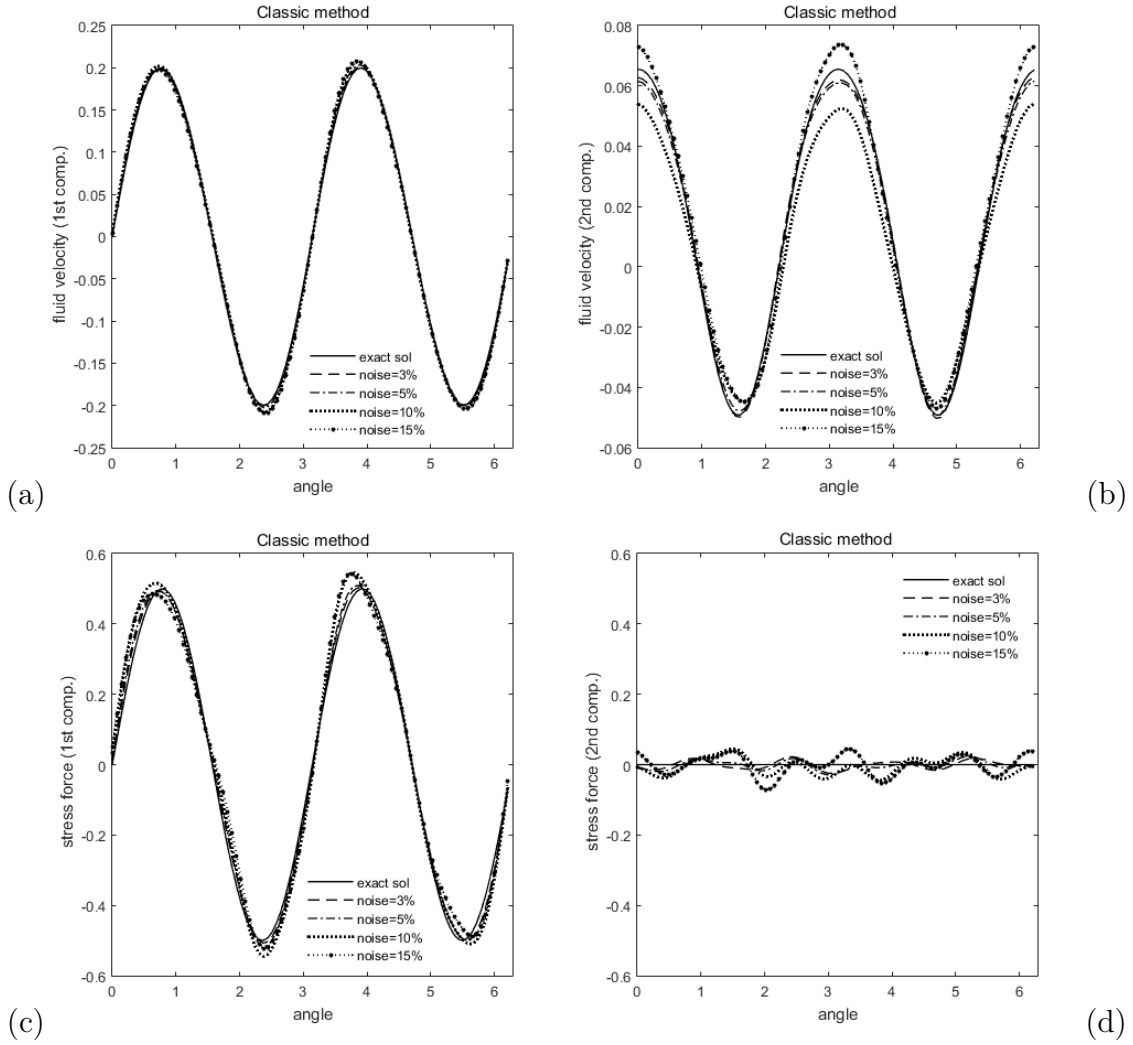 Classic method
0.25
0.2
0.15
0.1
0.05
0
-0.05
-0.1
-0.15
-0.2
-0.25
fluid velocity (1st comp.)
exact sol
noise=3%
noise=5%
noise=10%
noise=15%
0 1 2 3 4 5 6
angle
(a)
Classic method
0.08
0.06
0.04
0.02
0
-0.02
-0.04
-0.06
fluid velocity (2nd comp.)
exact sol
noise=3%
noise=5%
noise=10%
noise=15%
0 1 2 3 4 5 6
angle
(b)
Classic method
0.6
0.4
0.2
0
-0.2
-0.4
-0.6
stress force (1st comp.)
exact sol
noise=3%
noise=5%
noise=10%
noise=15%
0 1 2 3 4 5 6
angle
(c)
Classic method
0.6
0.4
0.2
0
-0.2
-0.4
-0.6
stress force (2nd comp.)
exact sol
noise=3%
noise=5%
noise=10%
noise=15%
0 1 2 3 4 5 6
angle
(d)